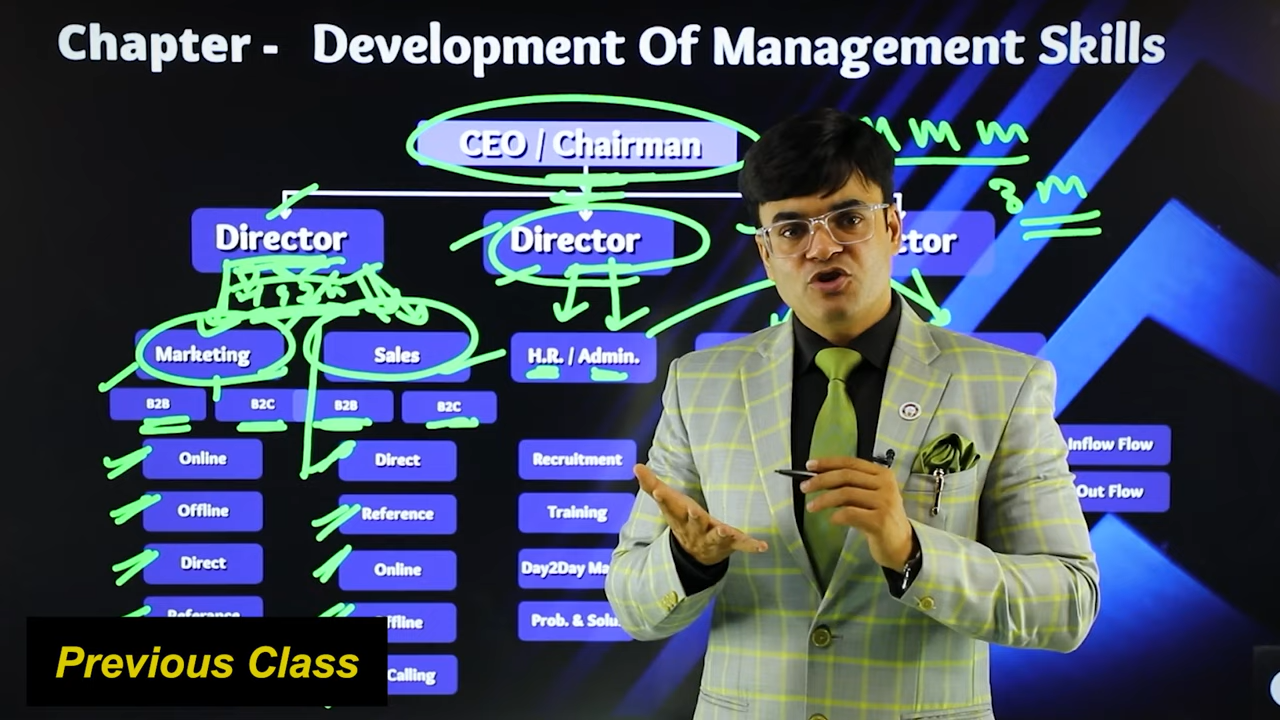 Chapter - Development Of Management Skills
CEO / Chairman
m m
3 m
Director
Director
ctor
Marketing
Sales
H.R. / Admin.
B2B
B2C
B2B
B2C
Online
Direct
Recruitment
Inflow Flow
Offline
Reference
Training
Out Flow
Direct
Online
Day2Day Ma
Referance
ffline
Prob. & Solu
Calling
Previous Class